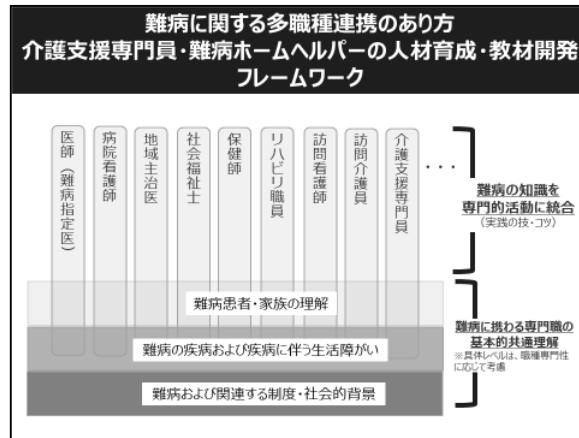 難病に関する多職種連携のあり方
介護支援専門員・難病ホームヘルパーの人材育成・教材開発
フレームワーク
医師（難病指定医）
病院看護師
地域主治医
社会福祉士
保健師
リハビリ職員
訪問看護師
訪問介護員
介護支援専門員
・・・
難病の知識を
専門的活動に統合
（実践の技・コツ）
難病患者・家族の理解
難病の疾病および疾病に伴う生活障がい
難病および関連する制度・社会的背景
難病に携わる専門職の
基本的共通理解
※具体レベルは、職種専門性
に応じて考慮